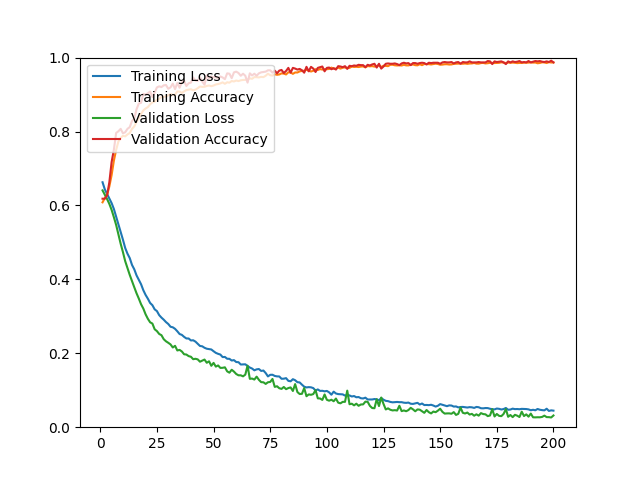 1.0
0.8
0.6
0.4
0.2
0.0
Training Loss
Training Accuracy
Validation Loss
Validation Accuracy
0 25 50 75 100 125 150 175 200